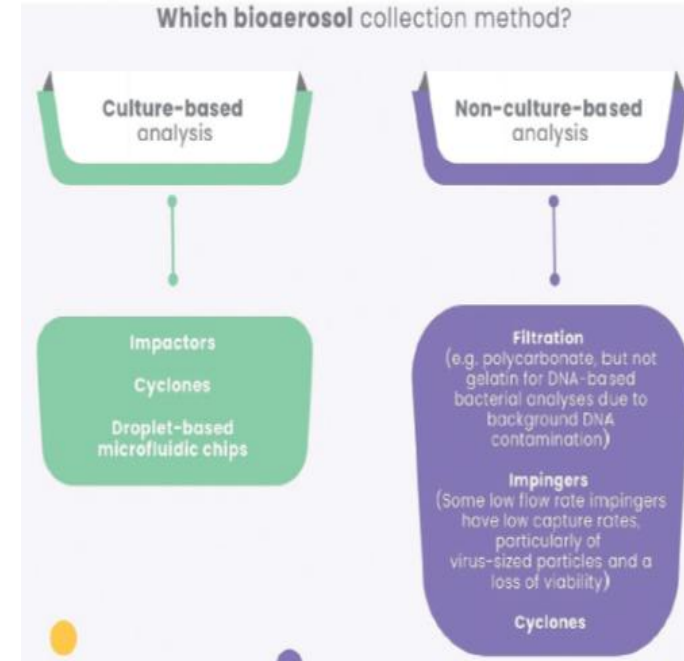 Which bioaerosol collection method?
Culture-based
analysis
Non-culture-based
analysis
Impactors
Cyclones
Droplet-based
microfluidic chips
Filtration
(e.g. polycarbonate, but not
gelatin for DNA-based
bacterial analyses due to
background DNA
contamination)
Impingers
(Some low flow rate impingers
have low capture rates,
particularly of
virus-sized particles and a
loss of viability)
Cyclones